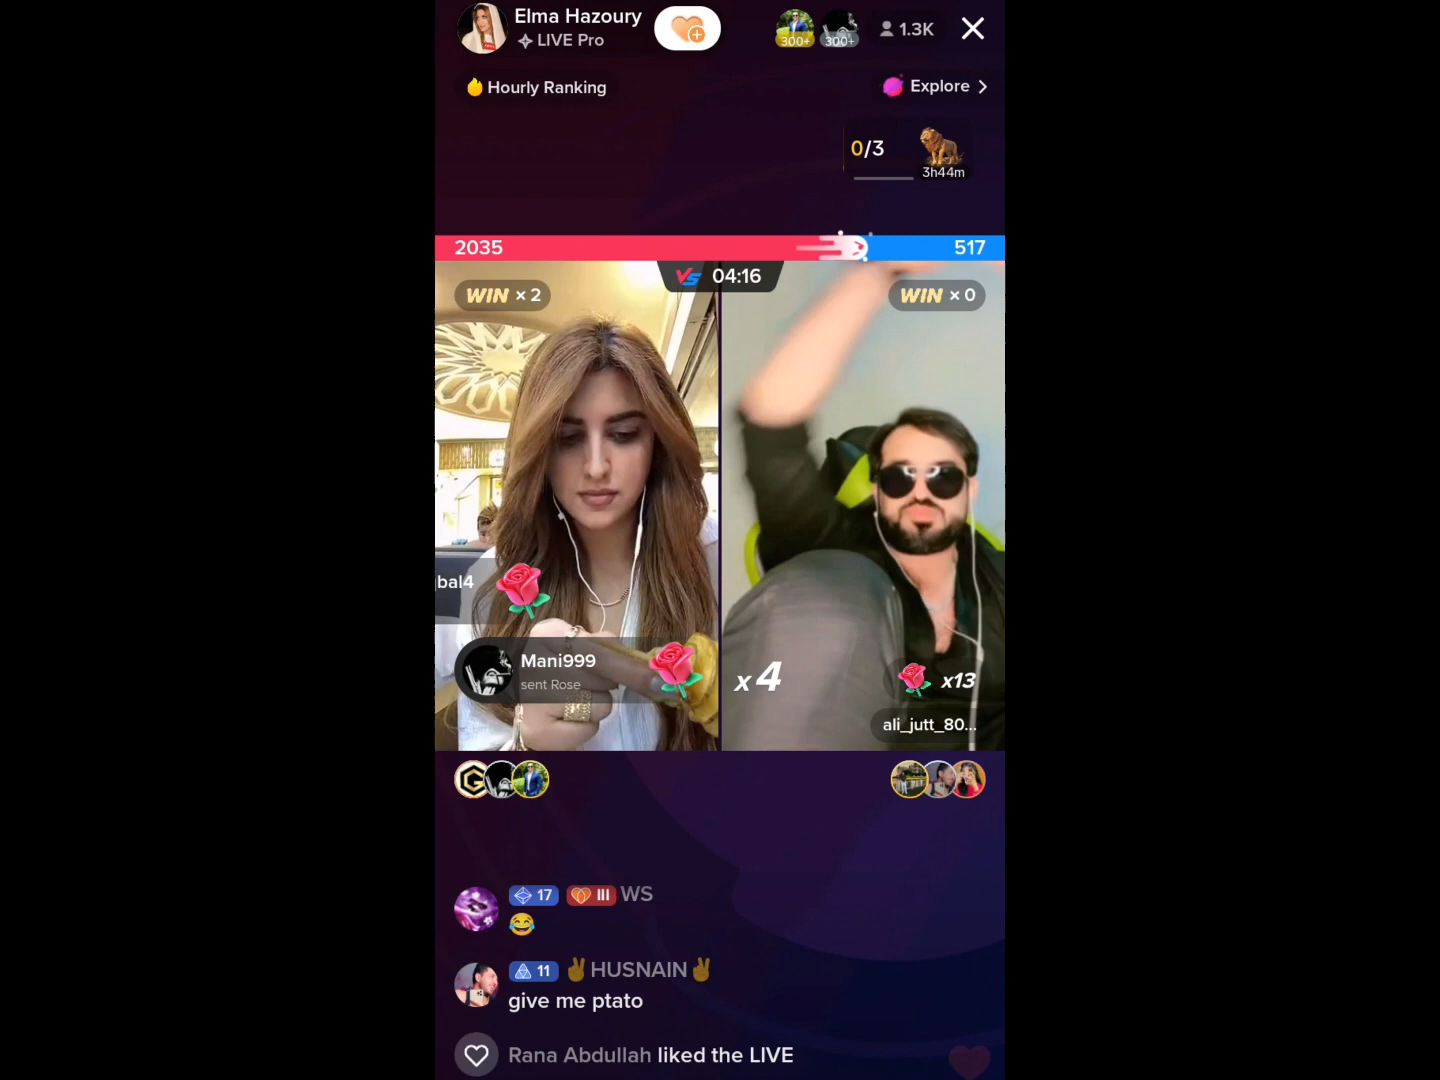 Elma Hazoury
LIVE Pro
300+
300+
1.3K
Hourly Ranking
Explore
0/3
3h44m
2035
517
VS 04:16
WIN × 2
WIN × 0
bal4
Mani999
sent Rose
x4
x13
ali_jutt_80...
17 III WS
😂
11 ✌HUSNAIN✌
give me ptato
Rana Abdullah liked the LIVE